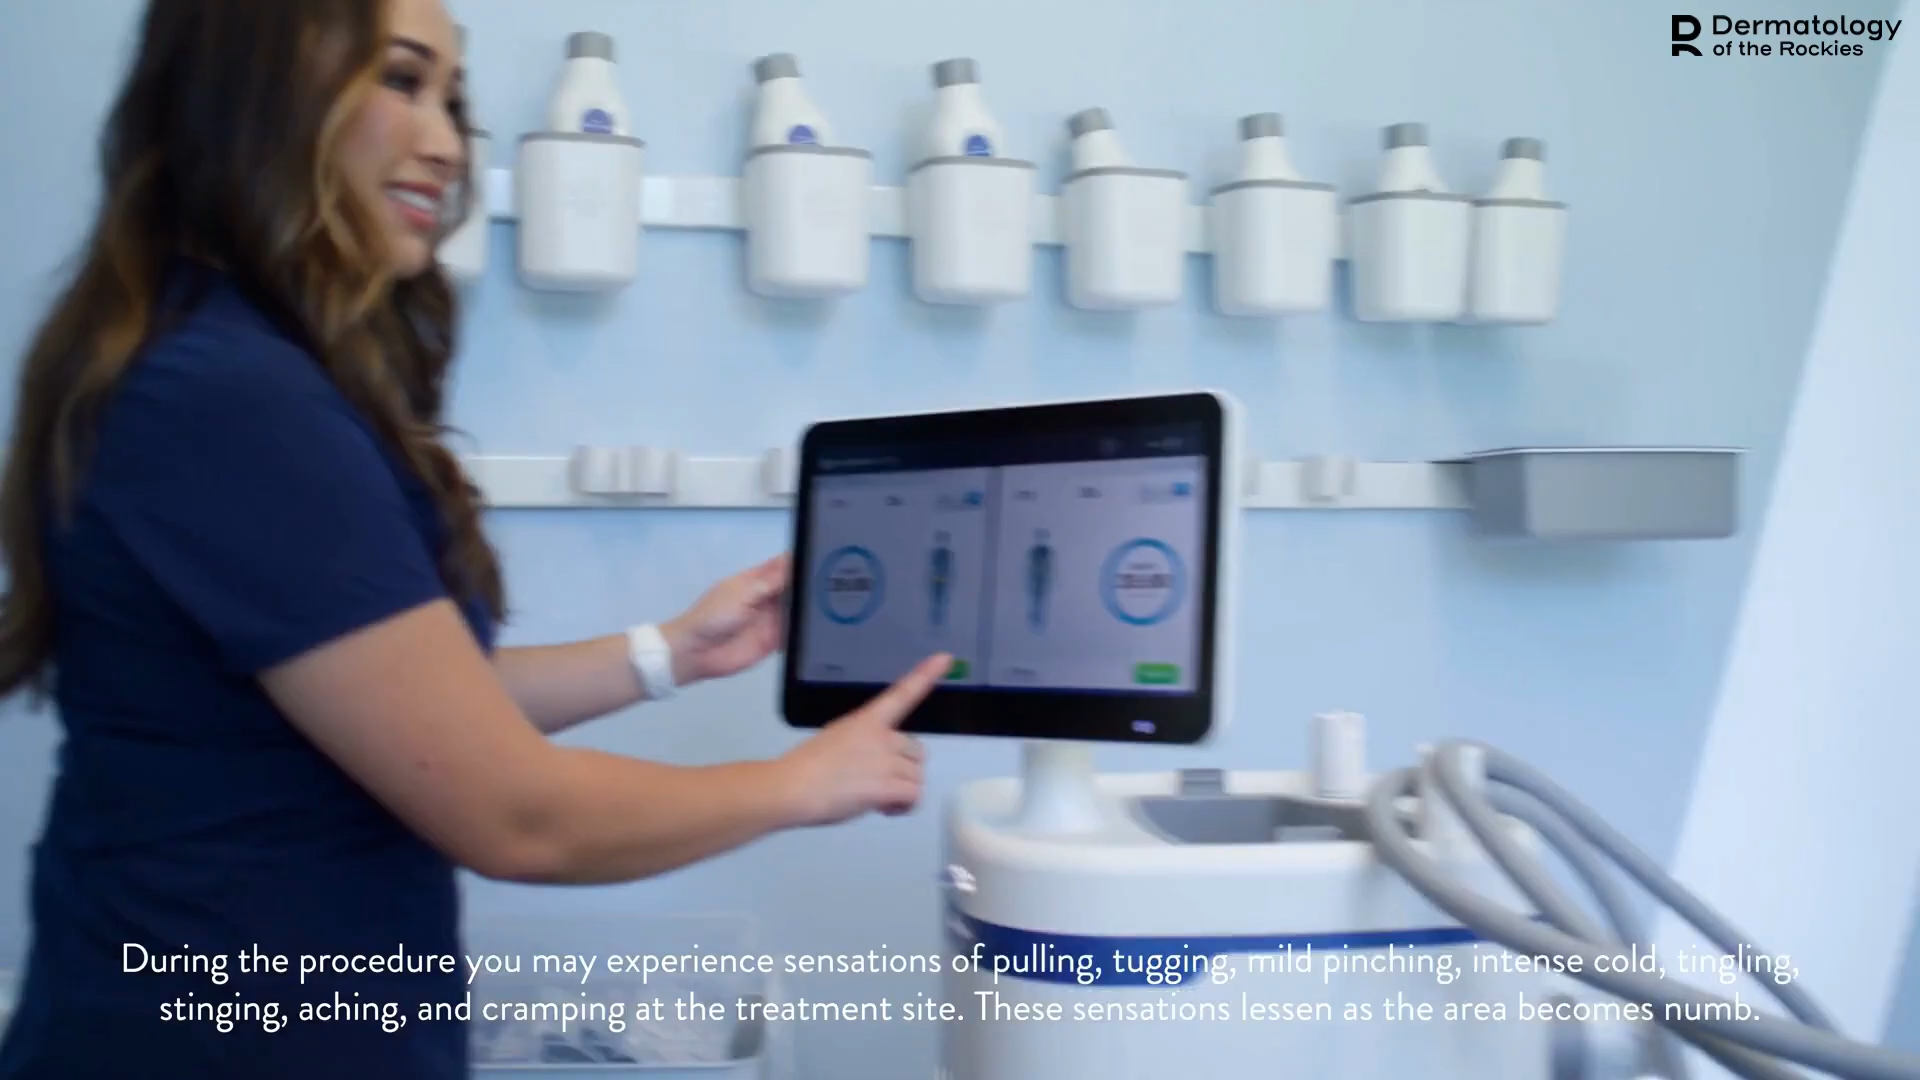 Dermatology
of the Rockies
During the procedure you may experience sensations of pulling, tugging, mild pinching, intense cold, tingling,
stinging, aching, and cramping at the treatment site. These sensations lessen as the area becomes numb.